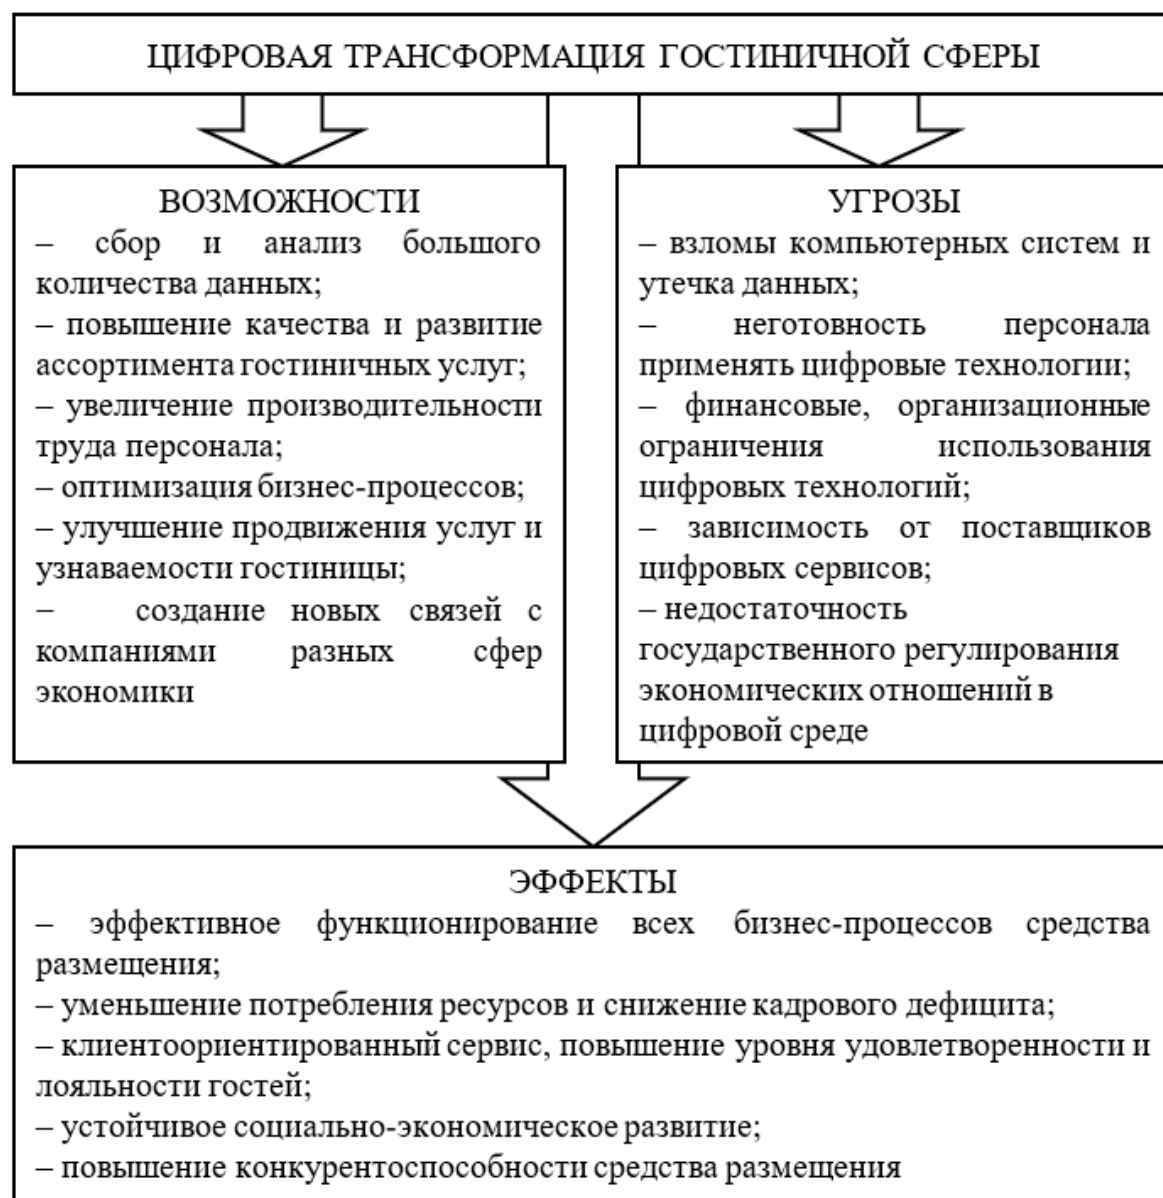 ЦИФРОВАЯ ТРАНСФОРМАЦИЯ ГОСТИНИЧНОЙ СФЕРЫ
ВОЗМОЖНОСТИ
– сбор и анализ большого
количества данных;
– повышение качества и развитие
ассортимента гостиничных услуг;
– увеличение производительности
труда персонала;
– оптимизация бизнес-процессов;
– улучшение продвижения услуг и
узнаваемости гостиницы;
– создание новых связей с
компаниями разных сфер
экономики
УГРОЗЫ
– взломы компьютерных систем и
утечка данных;
– неготовность персонала
применять цифровые технологии;
– финансовые, организационные
ограничения использования
цифровых технологий;
– зависимость от поставщиков
цифровых сервисов;
– недостаточность
государственного регулирования
экономических отношений в
цифровой среде
ЭФФЕКТЫ
– эффективное функционирование всех бизнес-процессов средства
размещения;
– уменьшение потребления ресурсов и снижение кадрового дефицита;
– клиентоориентированный сервис, повышение уровня удовлетворенности и
лояльности гостей;
– устойчивое социально-экономическое развитие;
– повышение конкурентоспособности средства размещения